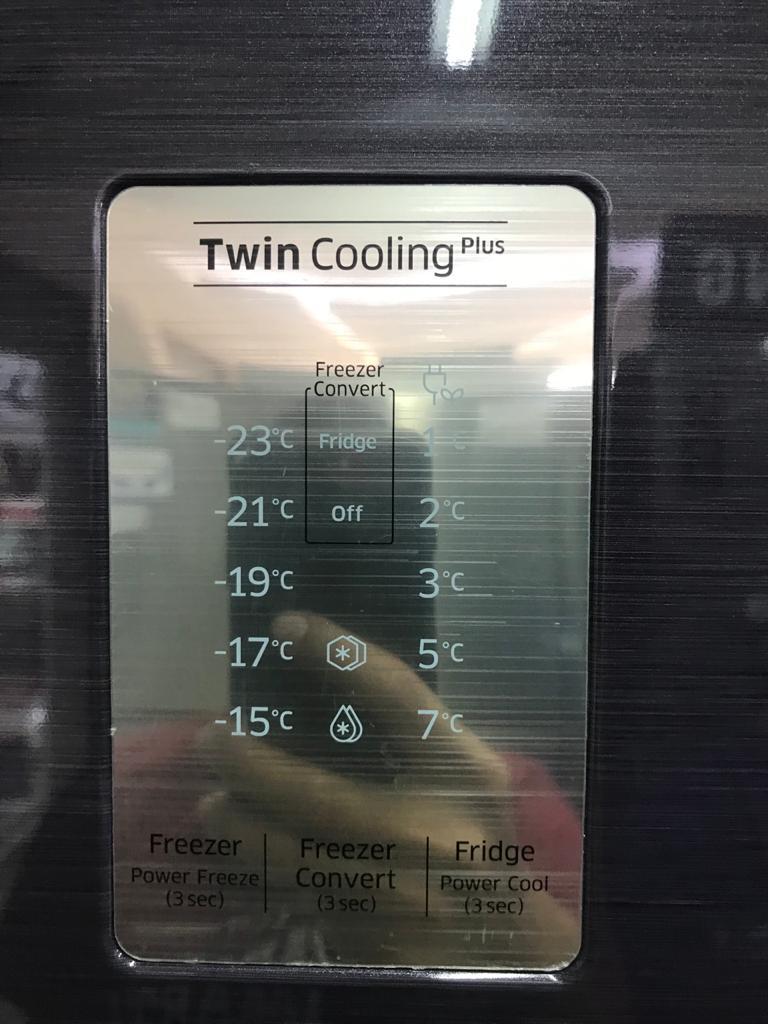 Twin Cooling Plus
Freezer
Convert
-23°C Fridge 1°C
-21°C Off 2°C
-19°C 3°C
-17°C 5°C
-15°C 7°C
Freezer
Power Freeze
(3 sec)
Freezer
Convert
(3 sec)
Fridge
Power Cool
(3 sec)